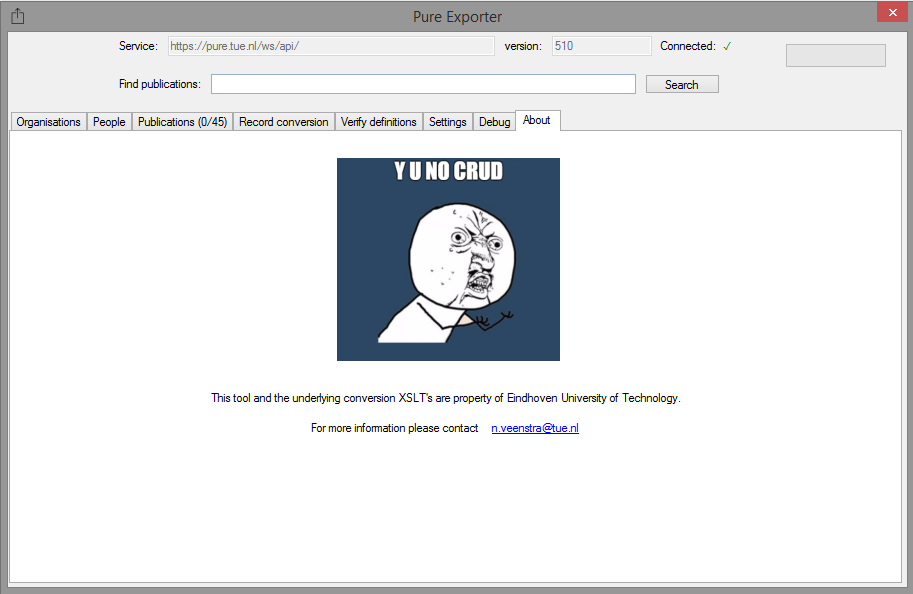 Pure Exporter
Service: https://pure.tue.nl/ws/api/ version: 510 Connected: ✓
Find publications: Search
Organisations People Publications (0/45) Record conversion Verify definitions Settings Debug About
Y U NO CRUD
This tool and the underlying conversion XSLT's are property of Eindhoven University of Technology.
For more information please contact n.veenstra@tue.nl